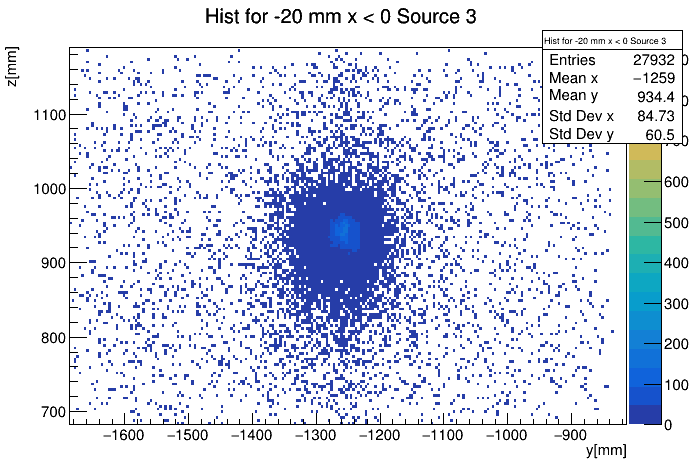 Hist for -20 mm x < 0 Source 3
Hist for -20 mm x < 0 Source 3
Entries 27932
Mean x −1259
Mean y 934.4
Std Dev x 84.73
Std Dev y 60.5
z[mm]
1100
1000
900
800
700
600
500
400
300
200
100
0
−1600 −1500 −1400 −1300 −1200 −1100 −1000 −900
y[mm]